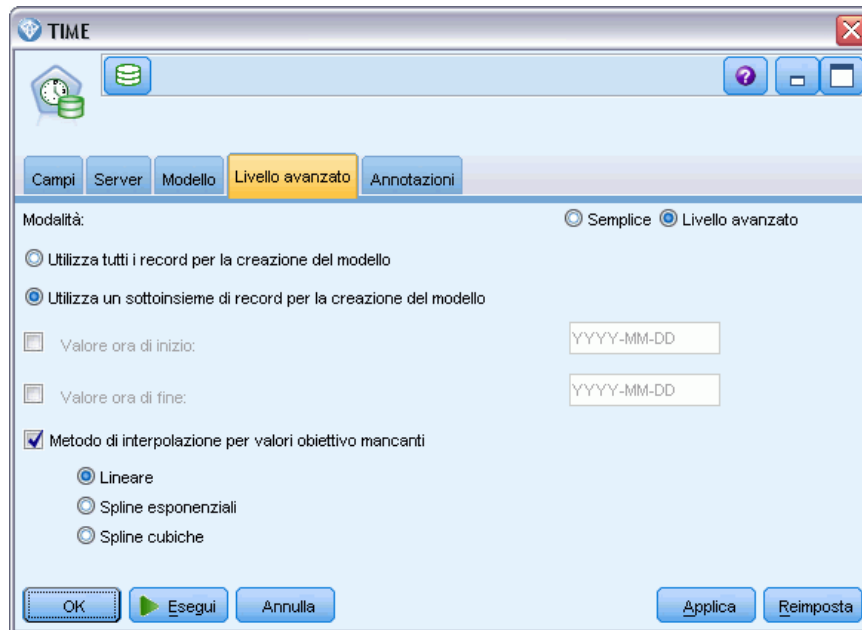 TIME
Campi
Server
Modello
Livello avanzato
Annotazioni
Modalità:
Semplice
Livello avanzato
Utilizza tutti i record per la creazione del modello
Utilizza un sottoinsieme di record per la creazione del modello
Valore ora di inizio:
YYYY-MM-DD
Valore ora di fine:
YYYY-MM-DD
Metodo di interpolazione per valori obiettivo mancanti
Lineare
Spline esponenziali
Spline cubiche
OK
Esegui
Annulla
Applica
Reimposta